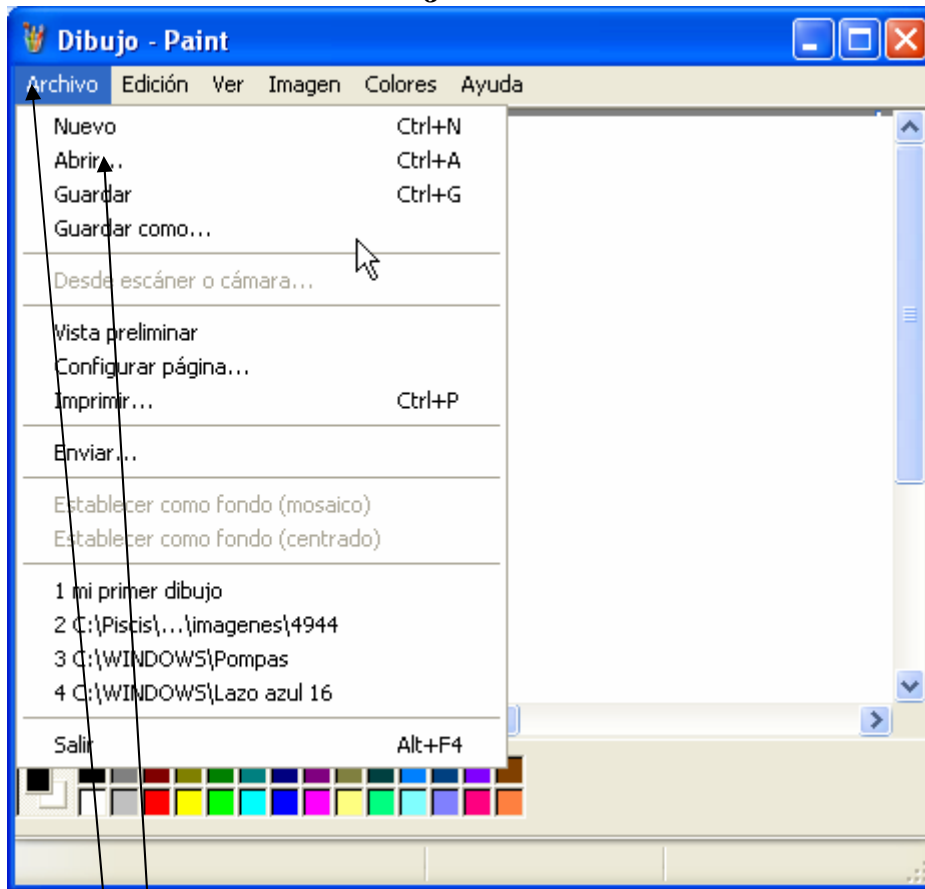 Dibujo - Paint
Archivo Edición Ver Imagen Colores Ayuda
Nuevo Ctrl+N
Abrir... Ctrl+A
Guardar Ctrl+G
Guardar como...
Desde escáner o cámara...
Vista preliminar
Configurar página...
Imprimir... Ctrl+P
Enviar...
Establecer como fondo (mosaico)
Establecer como fondo (centrado)
1 mi primer dibujo
2 C:\Piscis\...\imagenes\4944
3 C:\WINDOWS\Pompas
4 C:\WINDOWS\Lazo azul 16
Salir Alt+F4